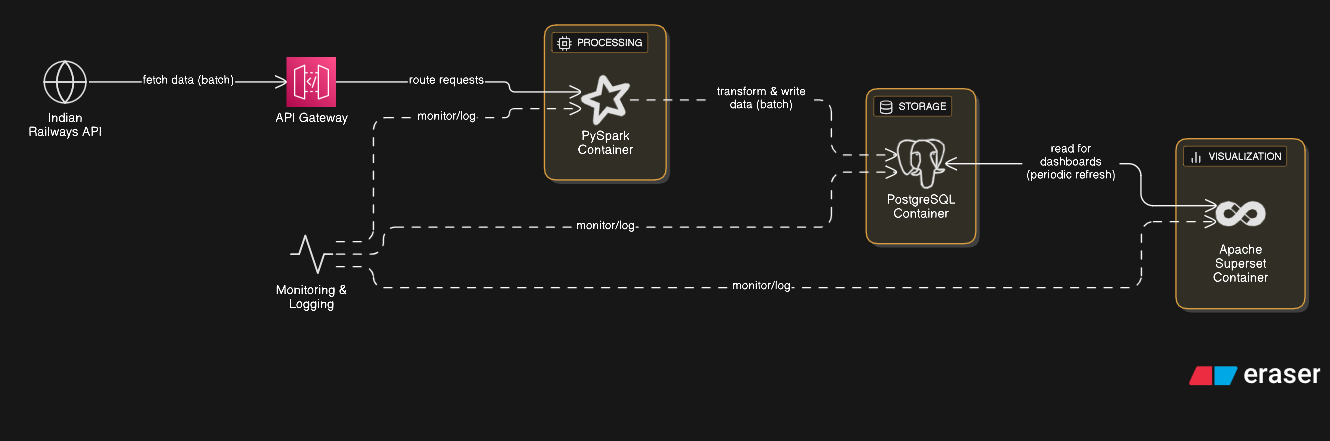 Indian
Railways API
fetch data (batch)
API Gateway
route requests
monitor/log
PROCESSING
PySpark
Container
transform & write
data (batch)
STORAGE
PostgreSQL
Container
read for
dashboards
(periodic refresh)
VISUALIZATION
Apache
Superset
Container
Monitoring &
Logging
monitor/log
monitor/log
eraser